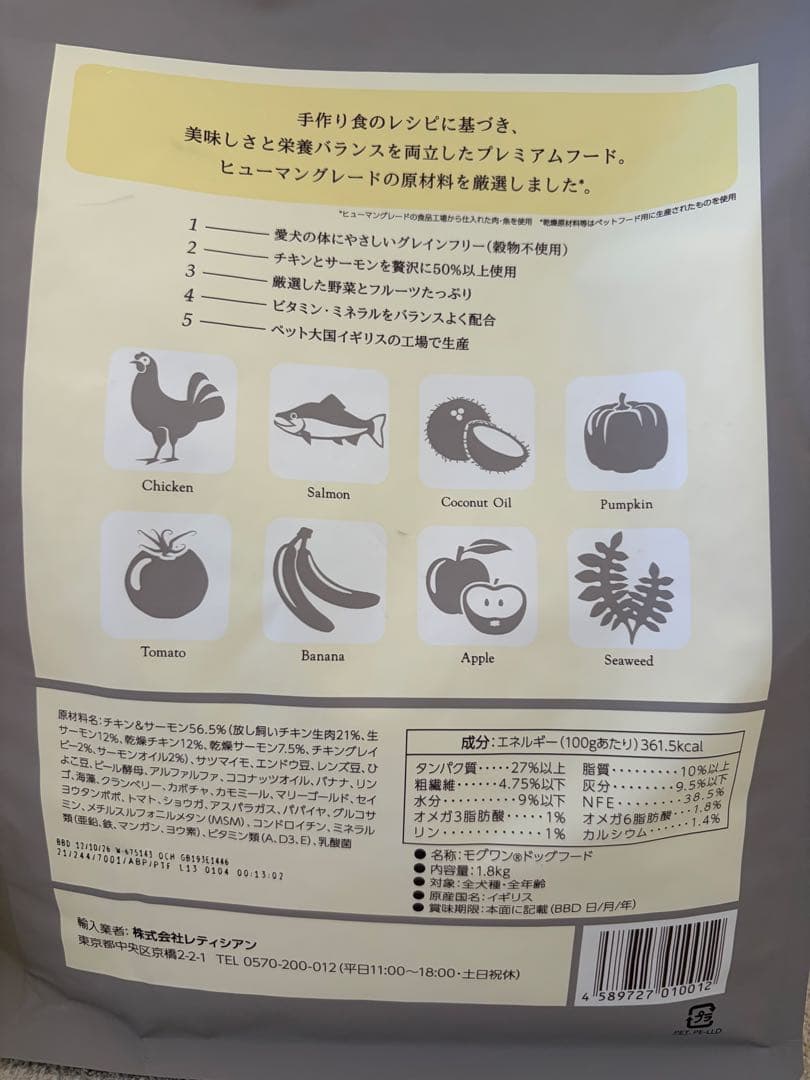 手作り食のレシピに基づき、
美味しさと栄養バランスを両立したプレミアムフード。
ヒューマングレードの原材料を厳選しました*。
*ヒューマングレードの食品工場から仕入れた肉・魚を使用 *乾燥原材料等はペットフード用に生産されたものを使用
1 愛犬の体にやさしいグレインフリー（穀物不使用）
2 チキンとサーモンを贅沢に50%以上使用
3 厳選した野菜とフルーツたっぷり
4 ビタミン・ミネラルをバランスよく配合
5 ペット大国イギリスの工場で生産
Chicken
Salmon
Coconut Oil
Pumpkin
Tomato
Banana
Apple
Seaweed
原材料名：チキン&サーモン56.5%（放し飼いチキン生肉21%、生
サーモン12%、乾燥チキン12%、乾燥サーモン7.5%、チキングレイ
ビー2%、サーモンオイル2%）、サツマイモ、エンドウ豆、レンズ豆、ひ
よこ豆、ビール酵母、アルファルファ、ココナッツオイル、バナナ、リン
ゴ、海藻、クランベリー、カボチャ、カモミール、マリーゴールド、セイ
ヨウタンポポ、トマト、ショウガ、アスパラガス、パパイヤ、グルコサ
ミン、メチルスルフォニルメタン（MSM）、コンドロイチン、ミネラル
類（亜鉛、鉄、マンガン、ヨウ素）、ビタミン類（A、D3、E）、乳酸菌
BBD 12/10/26 W 675143 OCH GB193E1446
21/244/7001/ABP/PTF L13 0104 00:13:02
成分：エネルギー（100gあたり）361.5kcal
タンパク質・・・・・27%以上 脂質・・・・・・・・・10%以上
粗繊維・・・・・・4.75%以下 灰分・・・・・・・・9.5%以下
水分・・・・・・・・・9%以下 NFE・・・・・・・・・38.5%
オメガ3脂肪酸・・・・・1% オメガ6脂肪酸・・・1.8%
リン・・・・・・・・・・・・1% カルシウム・・・・・・1.4%
● 名称：モグワン®ドッグフード
● 内容量：1.8kg
● 対象：全犬種・全年齢
● 原産国名：イギリス
● 賞味期限：本面に記載（BBD 日/月/年）
輸入業者：株式会社レティシアン
東京都中央区京橋2-2-1 TEL 0570-200-012（平日11:00〜18:00・土日祝休）
4 589727 010012
プラ
PET、PE-LLD